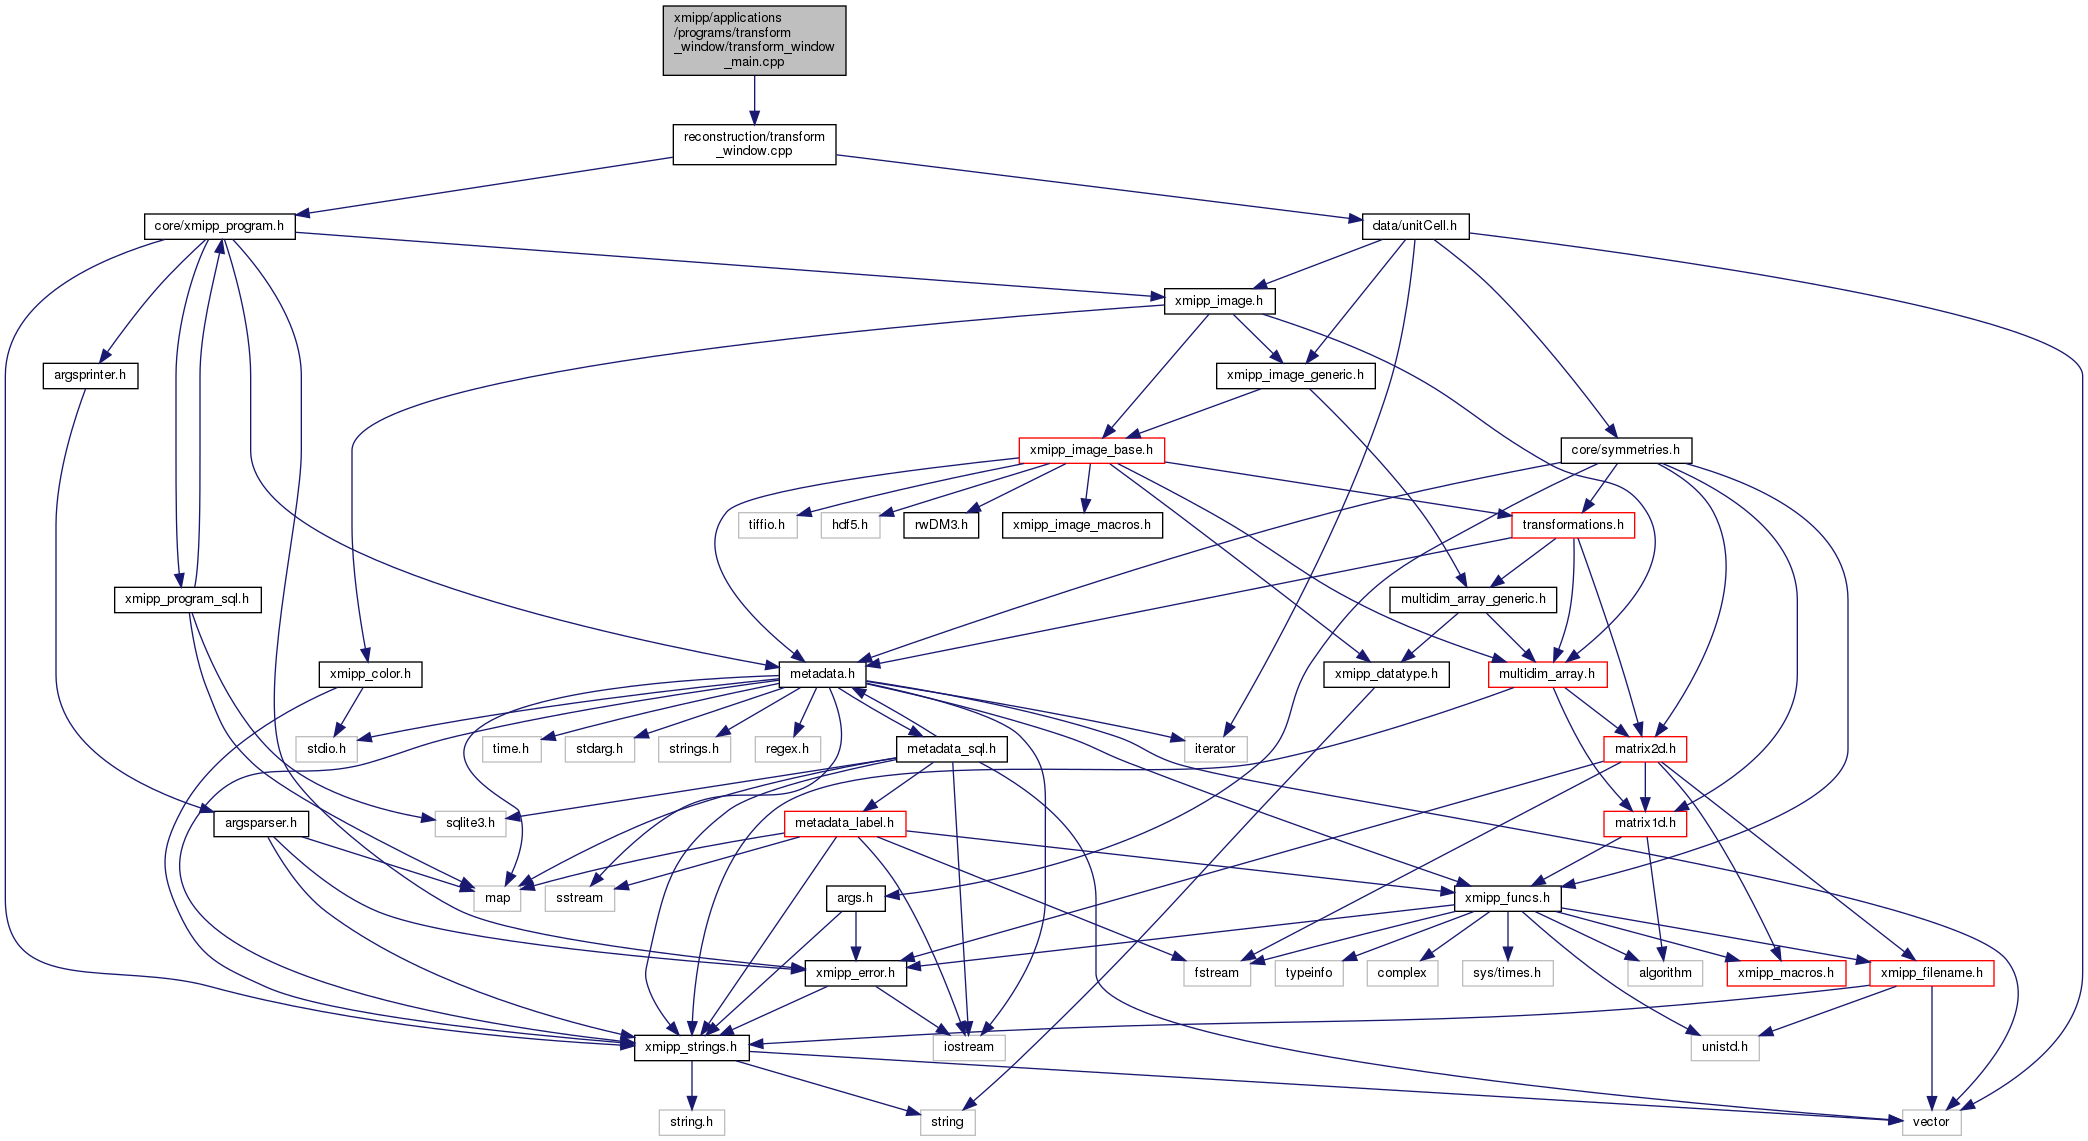 xmipp/applications
/programs/transform
_window/transform_window
_main.cpp
reconstruction/transform
_window.cpp
core/xmipp_program.h
data/unitCell.h
xmipp_image.h
argsprinter.h
xmipp_image_generic.h
xmipp_image_base.h
core/symmetries.h
tiffio.h
hdf5.h
rwDM3.h
xmipp_image_macros.h
transformations.h
xmipp_program_sql.h
multidim_array_generic.h
xmipp_color.h
metadata.h
xmipp_datatype.h
multidim_array.h
stdio.h
time.h
stdarg.h
strings.h
regex.h
metadata_sql.h
iterator
matrix2d.h
argsparser.h
sqlite3.h
metadata_label.h
matrix1d.h
map
sstream
args.h
xmipp_funcs.h
xmipp_error.h
fstream
typeinfo
complex
sys/times.h
algorithm
xmipp_macros.h
xmipp_filename.h
xmipp_strings.h
iostream
unistd.h
string.h
string
vector